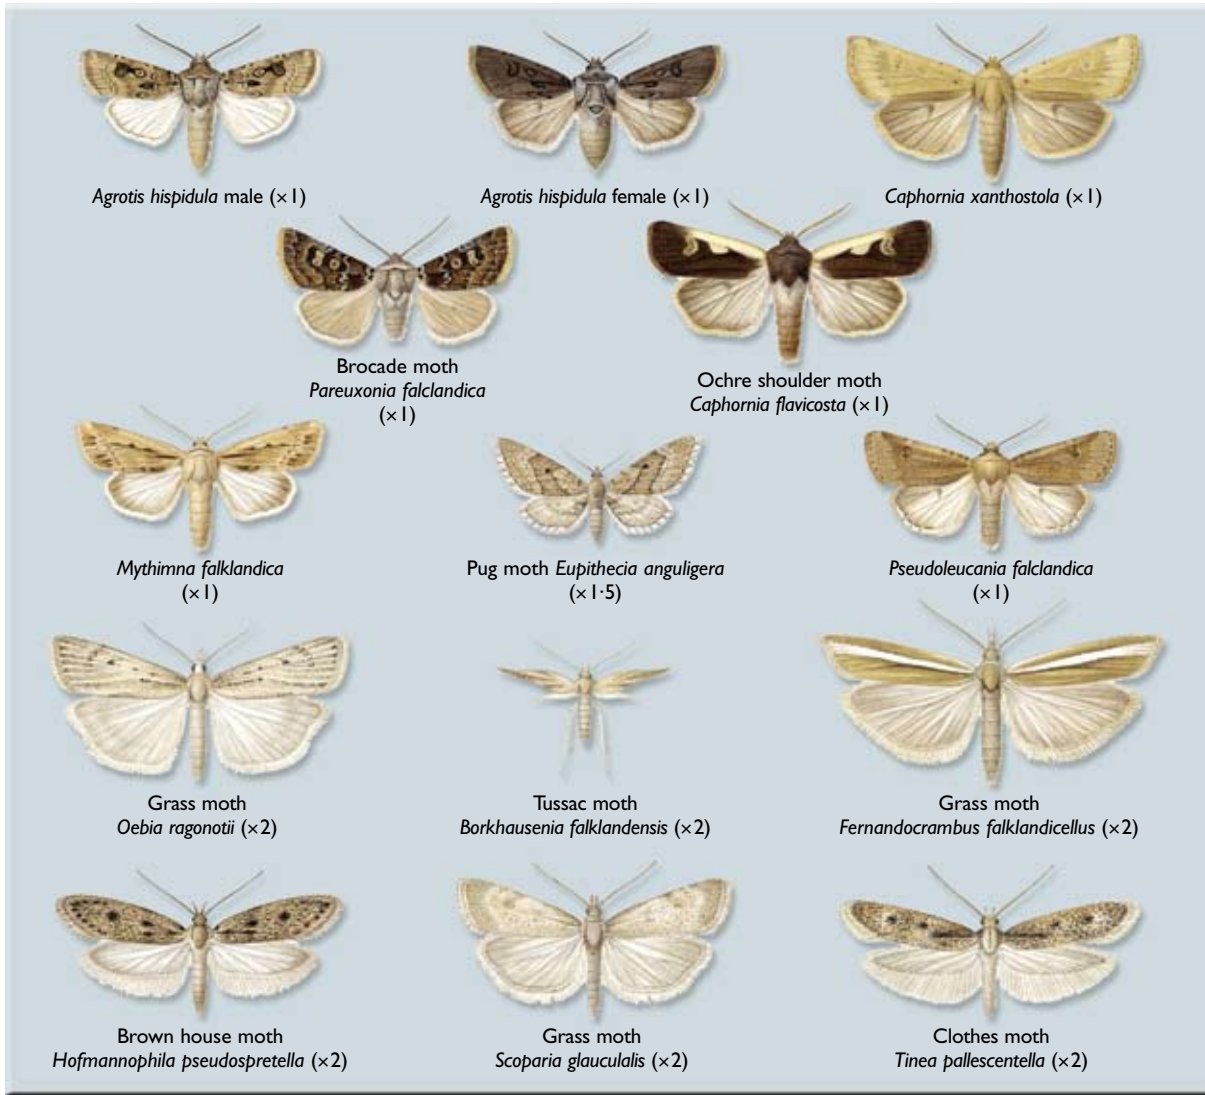 Agrotis hispidula male (×1)
Agrotis hispidula female (×1)
Caphornia xanthostola (×1)
Brocade moth
Pareuxonia falclandica
(×1)
Ochre shoulder moth
Caphornia flavicosta (×1)
Mythimna falklandica
(×1)
Pug moth Eupithecia anguligera
(×1·5)
Pseudoleucania falclandica
(×1)
Grass moth
Oebia ragonotii (×2)
Tussac moth
Borkhausenia falklandensis (×2)
Grass moth
Fernandocrambus falklandicellus (×2)
Brown house moth
Hofmannophila pseudospretella (×2)
Grass moth
Scoparia glauculalis (×2)
Clothes moth
Tinea pallescentella (×2)